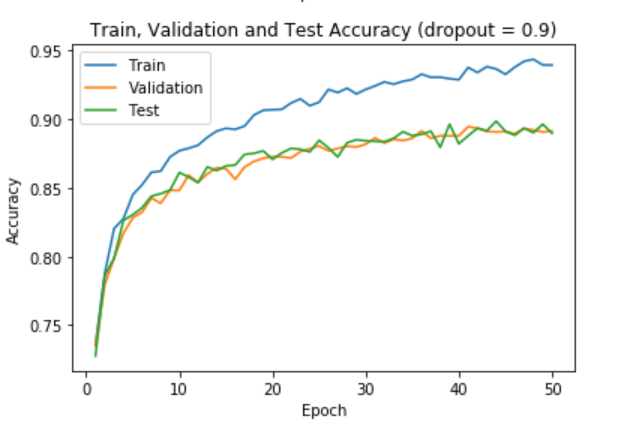 Train, Validation and Test Accuracy (dropout = 0.9)
0.95
0.90
0.85
0.80
0.75
Accuracy
Train
Validation
Test
0
10
20
30
40
50
Epoch